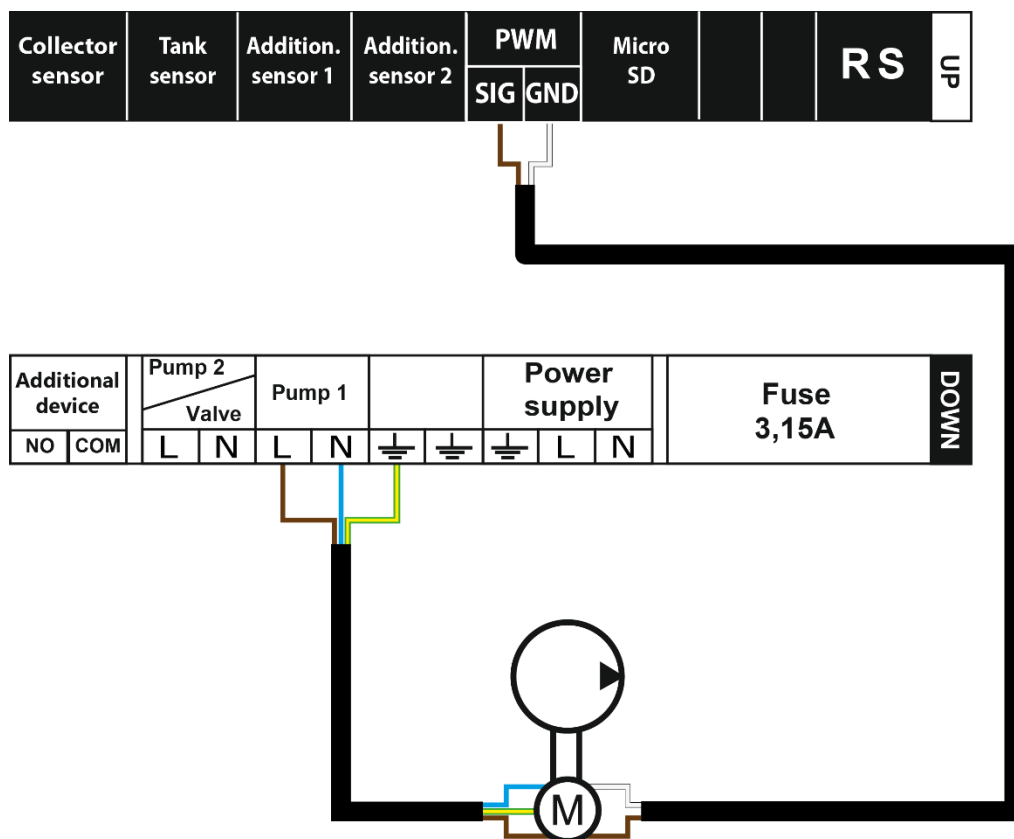 Collector
sensor
Tank
sensor
Addition.
sensor 1
Addition.
sensor 2
PWM
SIG GND
Micro
SD
RS
UP
Additional
device
NO COM
Pump 2
Valve
L N
Pump 1
L N
Power
supply
L N
Fuse
3,15A
DOWN
M